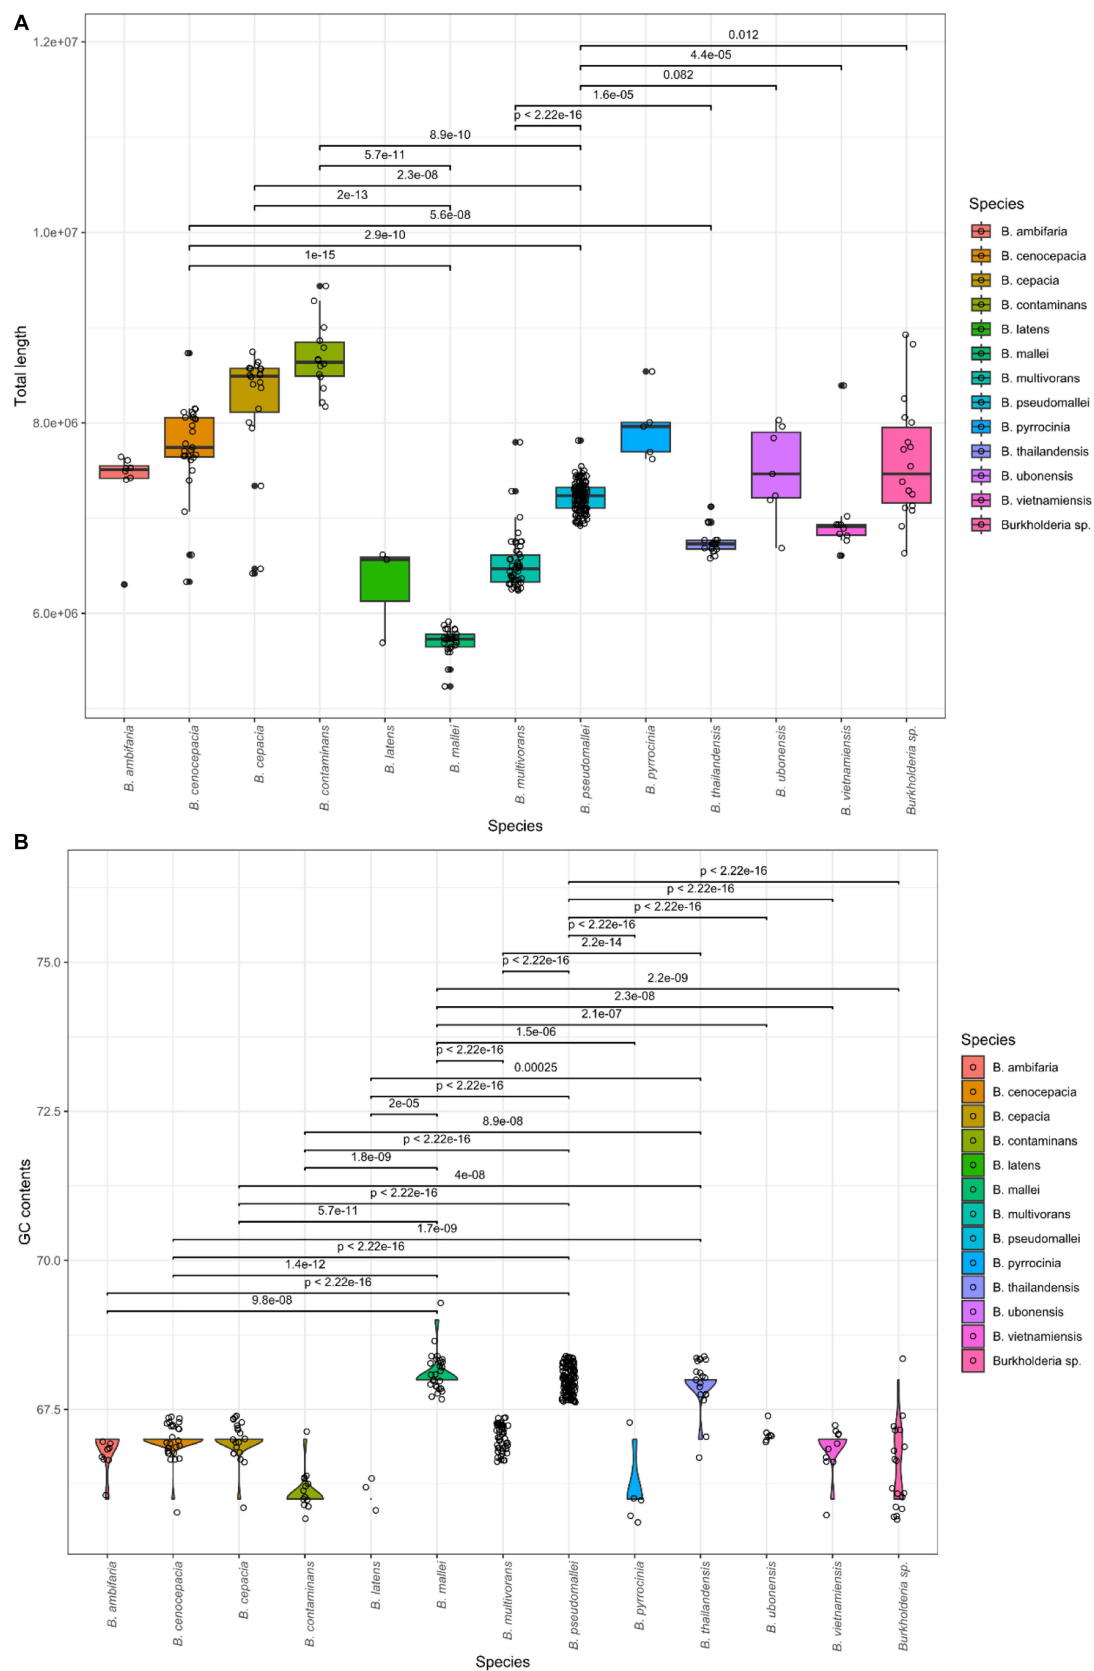 A
1.2e+07
1.0e+07
8.0e+06
6.0e+06
Total length
0.012
4.4e-05
0.082
1.6e-05
p < 2.22e-16
8.9e-10
5.7e-11
2.3e-08
2e-13
5.6e-08
2.9e-10
1e-15
B. ambifaria
B. cenocepacia
B. cepacia
B. contaminans
B. latens
B. mallei
B. multivorans
B. pseudomallei
B. pyrrocinia
B. thailandensis
B. ubonensis
B. vietnamiensis
Burkholderia sp.
Species
Species
B. ambifaria
B. cenocepacia
B. cepacia
B. contaminans
B. latens
B. mallei
B. multivorans
B. pseudomallei
B. pyrrocinia
B. thailandensis
B. ubonensis
B. vietnamiensis
Burkholderia sp.
B
75.0
72.5
70.0
67.5
GC contents
p < 2.22e-16
p < 2.22e-16
p < 2.22e-16
p < 2.22e-16
2.2e-14
p < 2.22e-16
2.2e-09
2.3e-08
2.1e-07
1.5e-06
p < 2.22e-16
0.00025
p < 2.22e-16
2e-05
8.9e-08
p < 2.22e-16
1.8e-09
4e-08
p < 2.22e-16
5.7e-11
1.7e-09
p < 2.22e-16
1.4e-12
p < 2.22e-16
9.8e-08
B. ambifaria
B. cenocepacia
B. cepacia
B. contaminans
B. latens
B. mallei
B. multivorans
B. pseudomallei
B. pyrrocinia
B. thailandensis
B. ubonensis
B. vietnamiensis
Burkholderia sp.
Species
Species
B. ambifaria
B. cenocepacia
B. cepacia
B. contaminans
B. latens
B. mallei
B. multivorans
B. pseudomallei
B. pyrrocinia
B. thailandensis
B. ubonensis
B. vietnamiensis
Burkholderia sp.